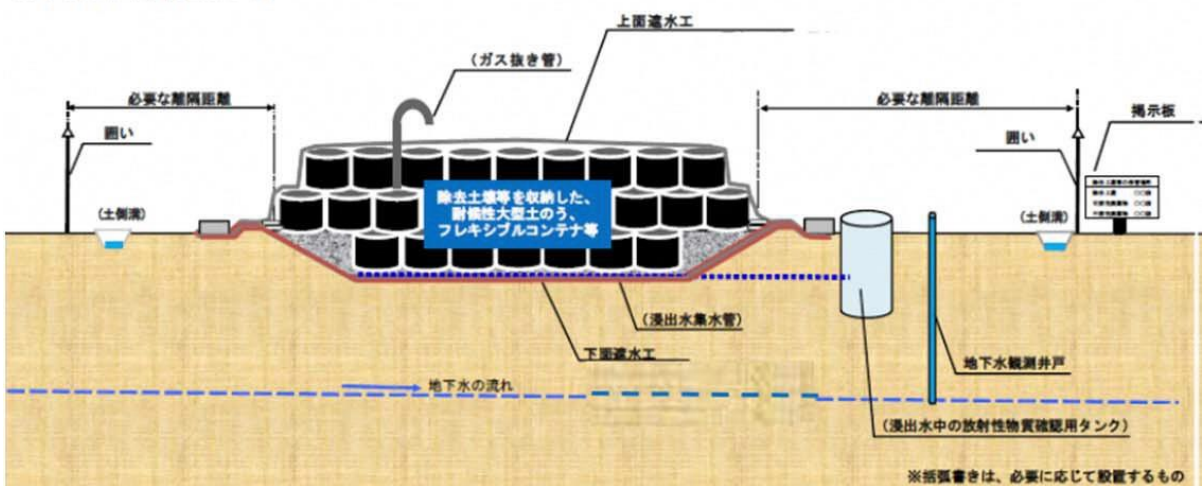 上面遮水工
（ガス抜き管）
必要な離隔距離
必要な離隔距離
掲示板
囲い
囲い
除去土壌等を収納した、
耐候性大型土のう、
フレキシブルコンテナ等
（土側溝）
（土側溝）
（浸出水集水管）
下面遮水工
地下水観測井戸
地下水の流れ
（浸出水中の放射性物質確認用タンク）
※括弧書きは、必要に応じて設置するもの